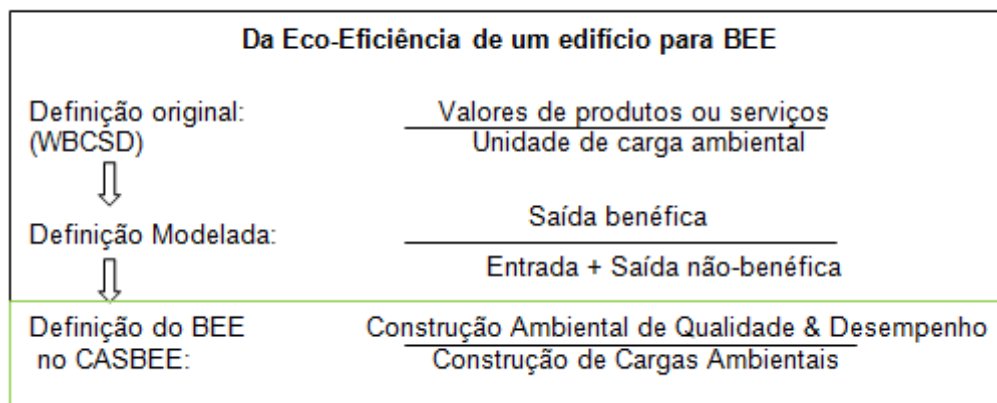 Da Eco-Eficiência de um edifício para BEE
Definição original:
(WBCSD)
Valores de produtos ou serviços
Unidade de carga ambiental
Definição Modelada:
Saída benéfica
Entrada + Saída não-benéfica
Definição do BEE
no CASBEE:
Construção Ambiental de Qualidade & Desempenho
Construção de Cargas Ambientais